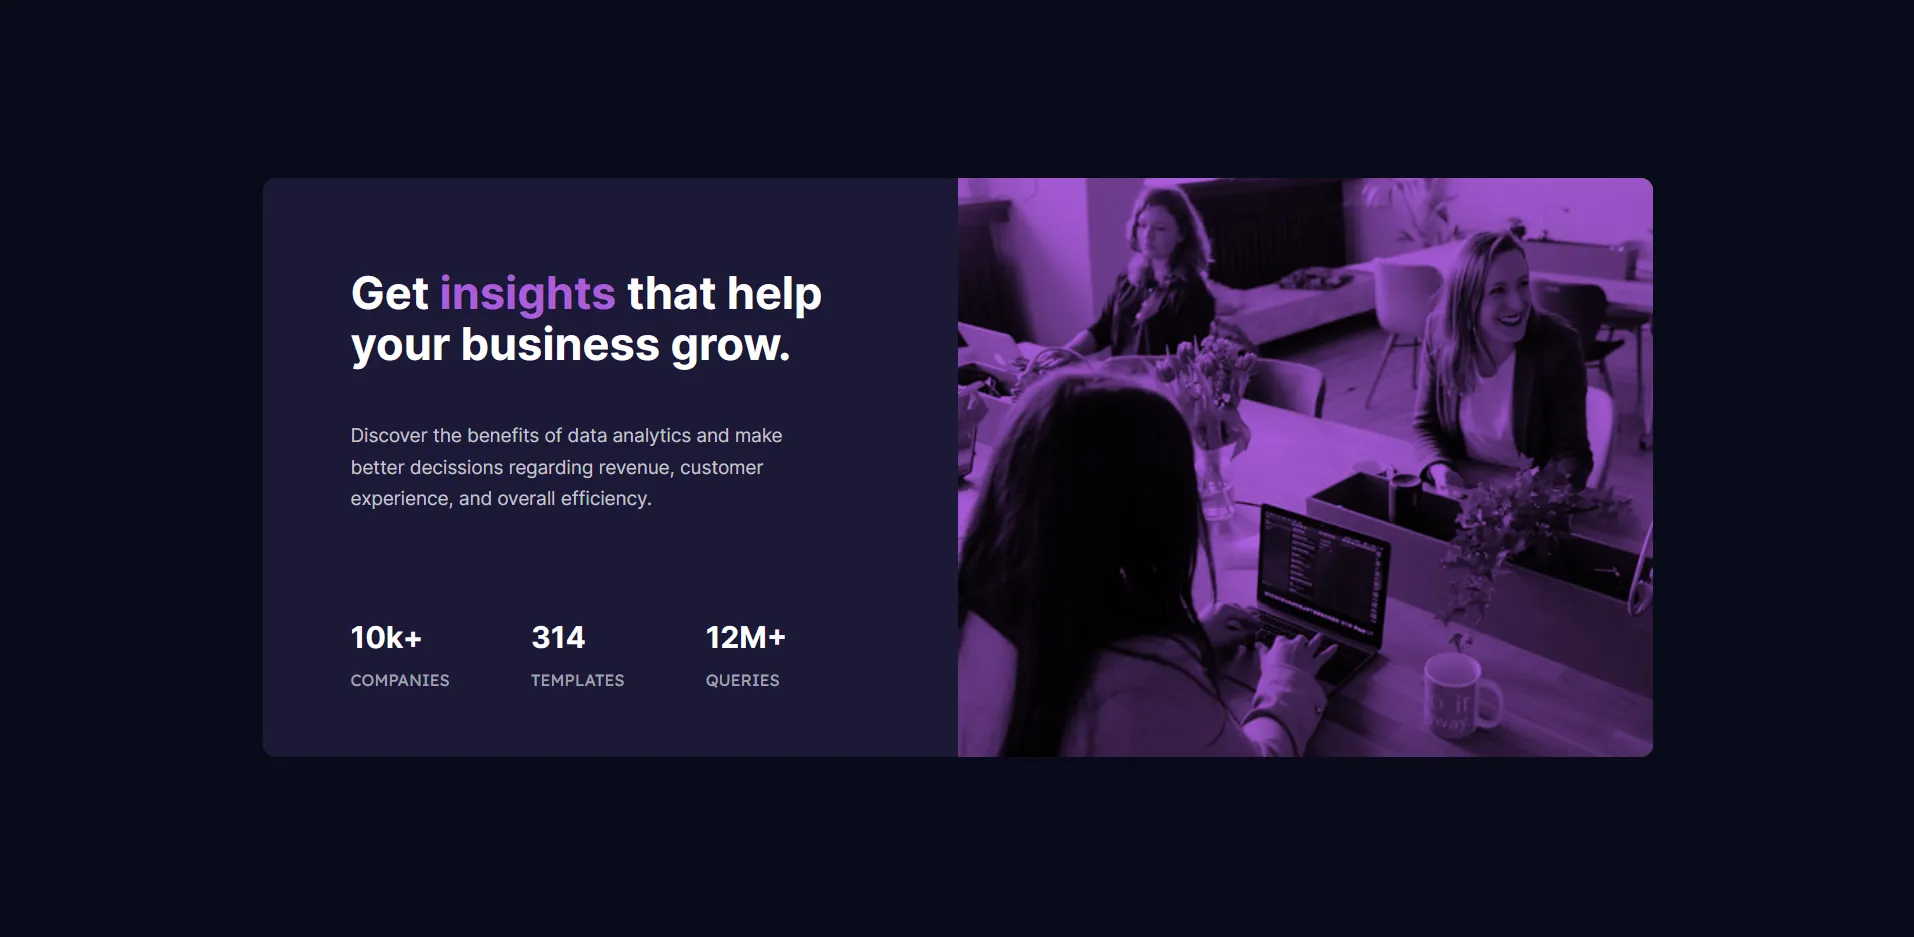 Get insights that help
your business grow.
Discover the benefits of data analytics and make
better decissions regarding revenue, customer
experience, and overall efficiency.
10k+ 314 12M+
COMPANIES TEMPLATES QUERIES